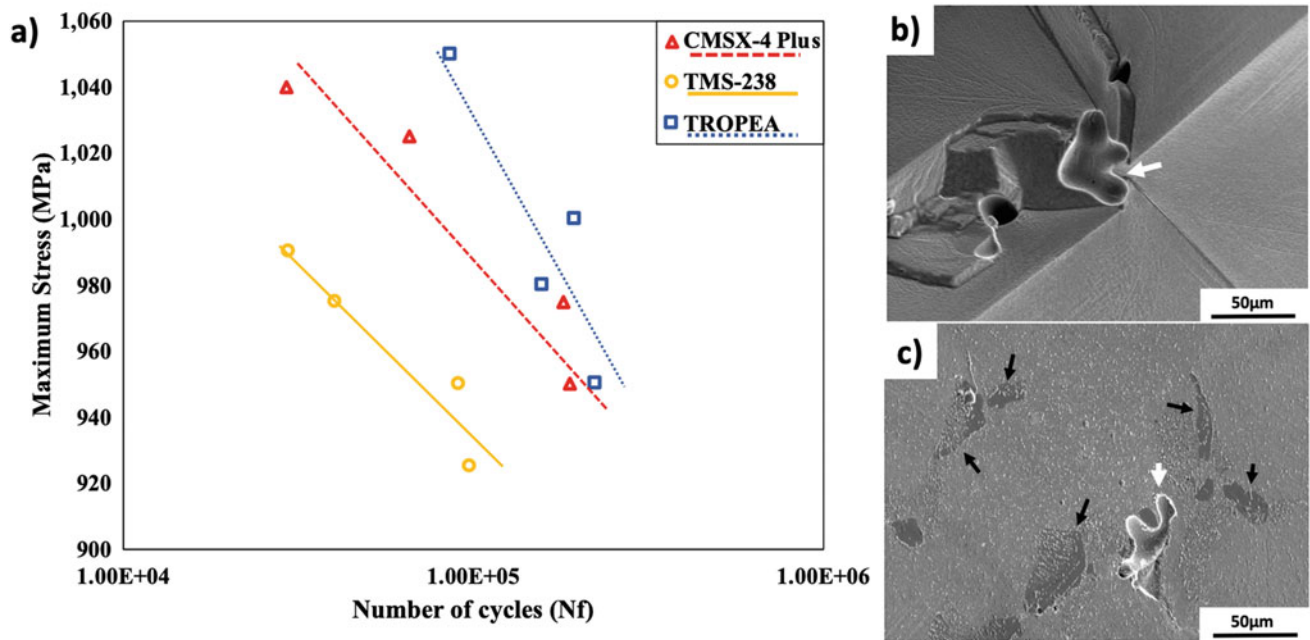 a)
1,060
1,040
1,020
1,000
980
960
940
920
900
Maximum Stress (MPa)
1.00E+04
1.00E+05
1.00E+06
Number of cycles (Nf)
CMSX-4 Plus
TMS-238
TROPEA
b)
50µm
c)
50µm